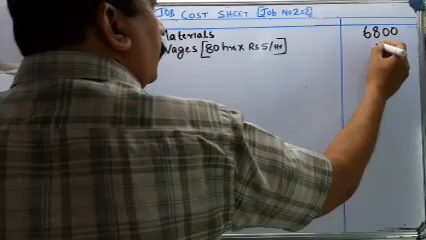 JOB COST SHEET [Job No 202]
Materials 6800
Wages [80 hrs x Rs 5/Hr]